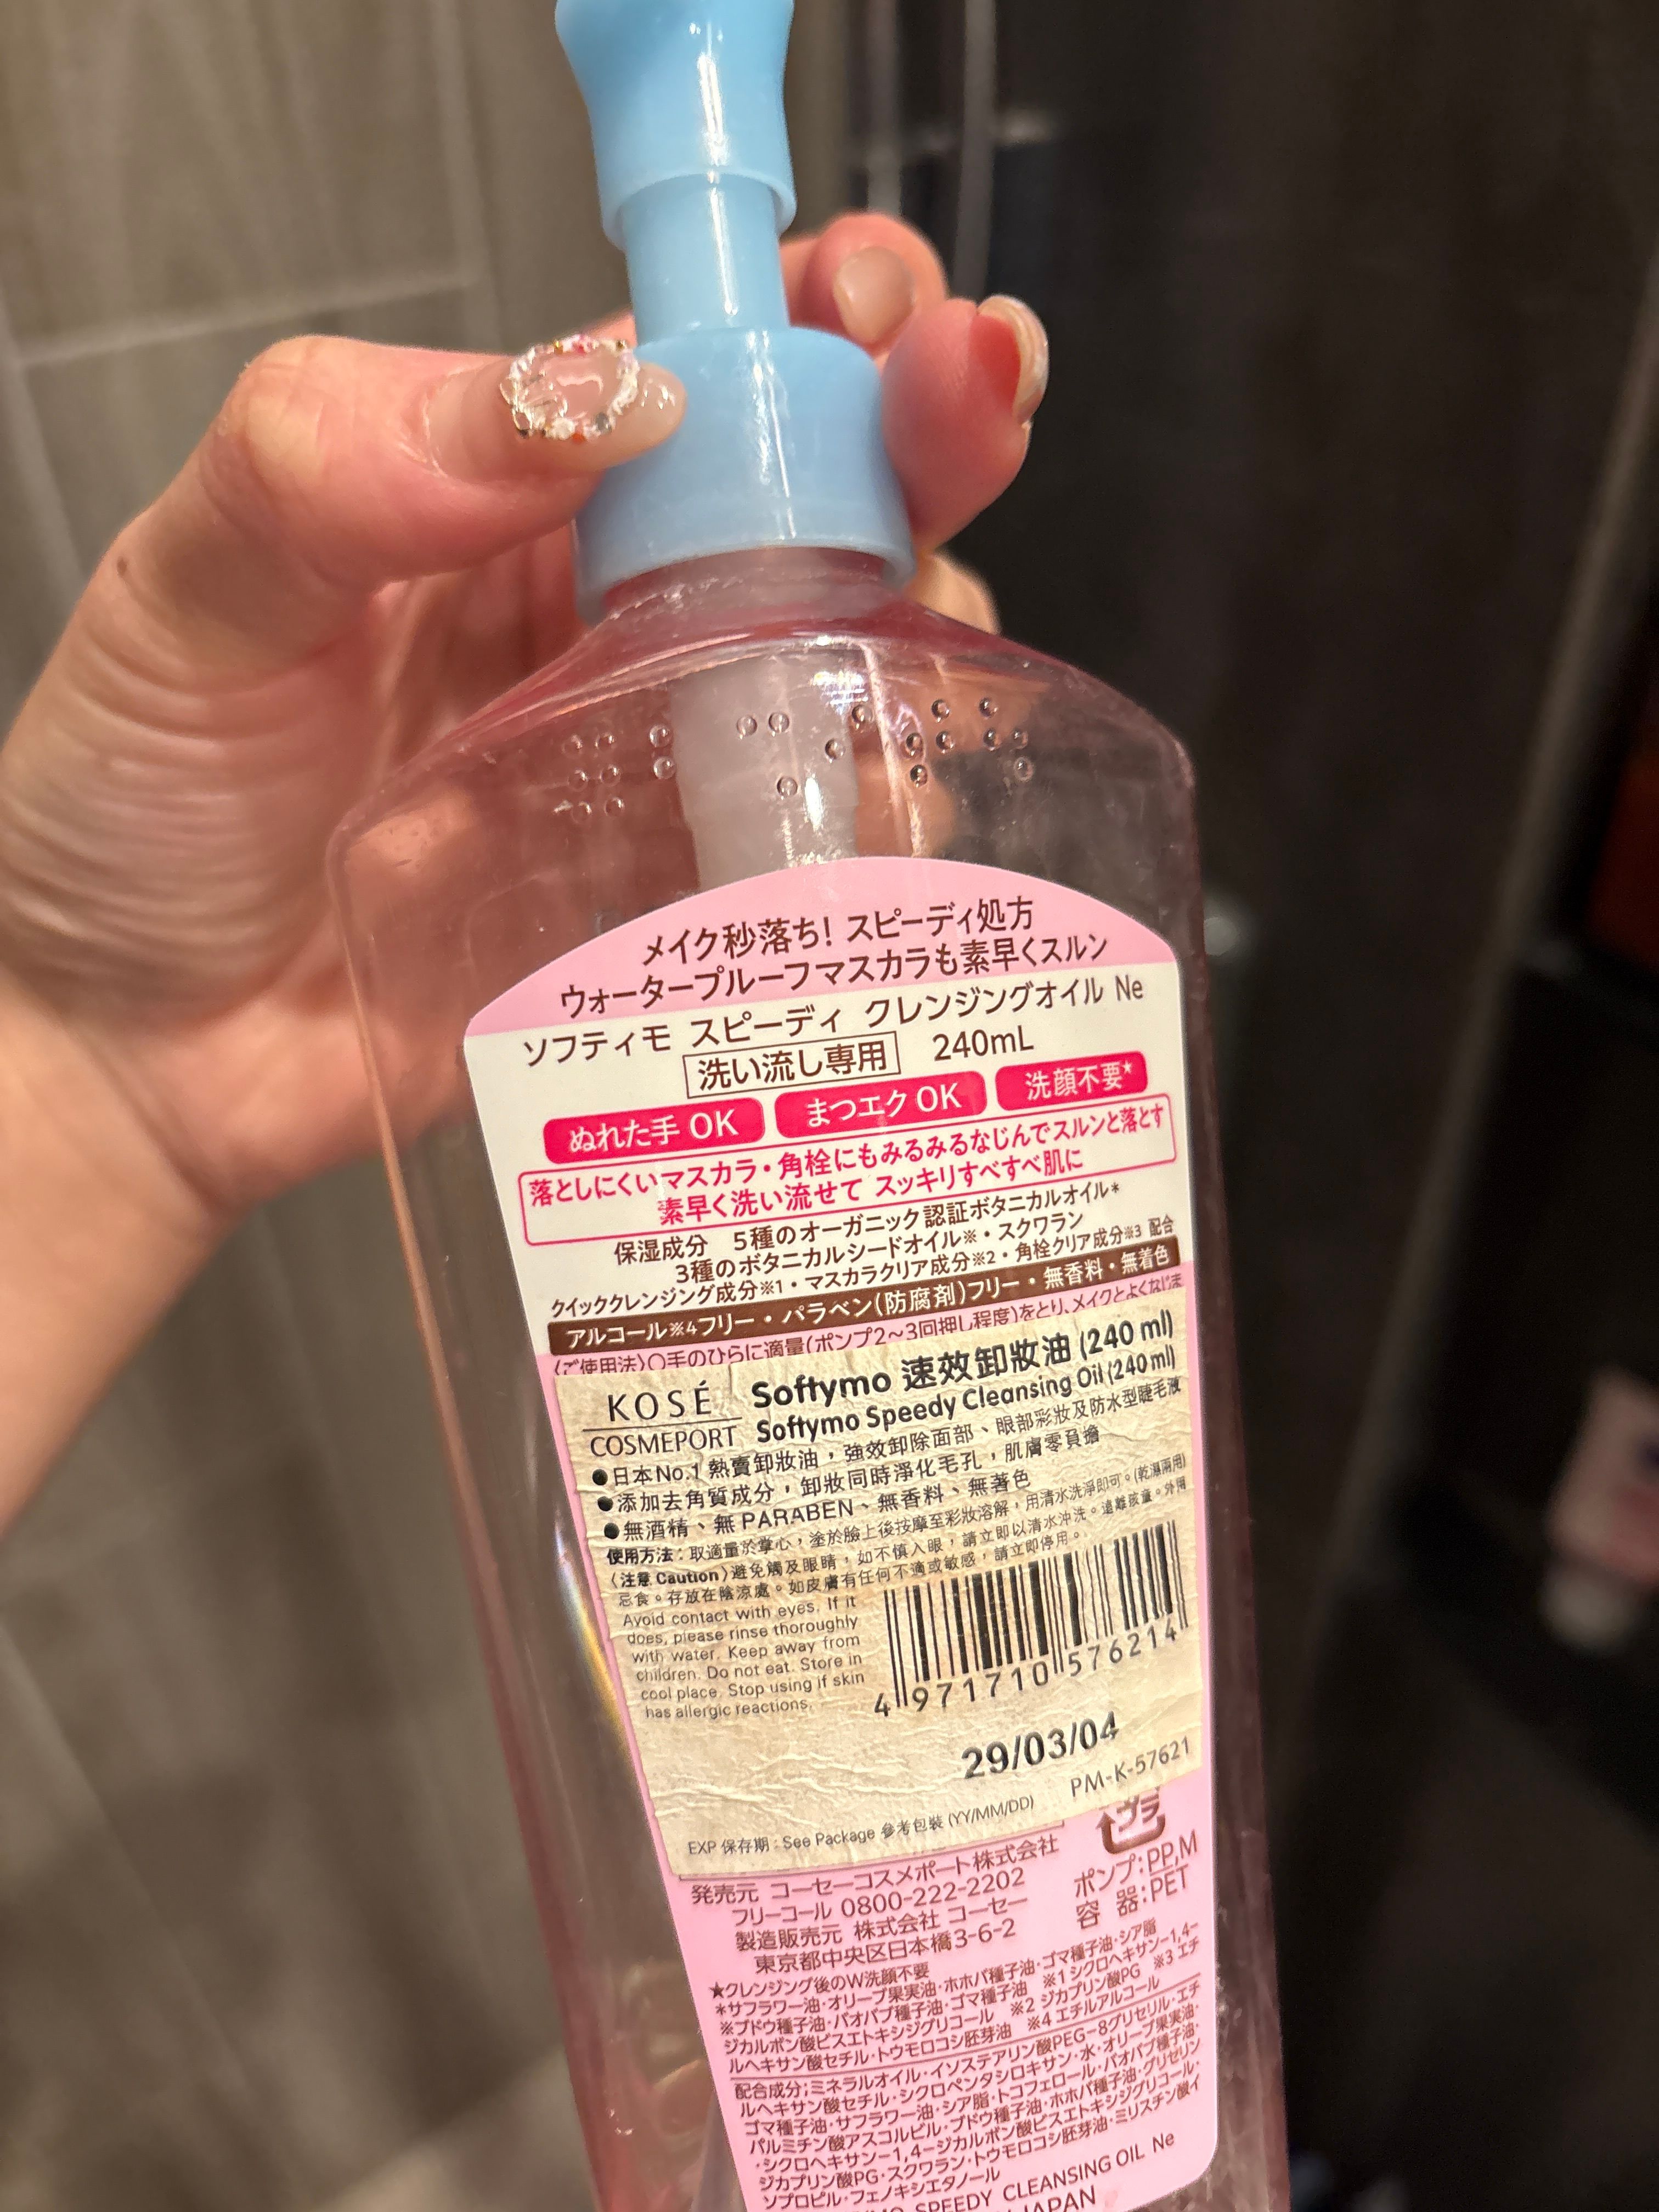 メイク秒落ち! スピーディ処方
ウォータープルーフマスカラも素早くスルン
ソフティモ スピーディ クレンジングオイル Ne
洗い流し専用 240mL
ぬれた手 OK まつエク OK 洗顔不要*
落としにくいマスカラ・角栓にもみるみるなじんでスルンと落とす
素早く洗い流せて スッキリすべすべ肌に
保湿成分 5種のオーガニック認証ボタニカルオイル*
3種のボタニカルシードオイル※・スクワラン
クイッククレンジング成分※1・マスカラクリア成分※2・角栓クリア成分※3 配合
アルコール※4フリー・パラベン(防腐剤)フリー・無香料・無着色
〈ご使用法〉○手のひらに適量(ポンプ2〜3回押し程度)をとり、メイクとよくなじま
KOSÉ
COSMEPORT
Softymo 速效卸妝油 (240 ml)
Softymo Speedy Cleansing Oil (240 ml)
●日本No.1 熱賣卸妝油，強效卸除面部、眼部彩妝及防水型睫毛液
●添加去角質成分，卸妝同時淨化毛孔，肌膚零負擔
●無酒精、無PARABEN、無香料、無著色
使用方法：取適量於掌心，塗於臉上後按摩至彩妝溶解，用清水洗淨即可。(乾濕兩用)
〈注意 Caution〉避免觸及眼睛，如不慎入眼，請立即以清水沖洗。遠離孩童。外用
忌食。存放在陰涼處。如皮膚有任何不適或敏感，請立即停用。
Avoid contact with eyes. If it
does, please rinse thoroughly
with water. Keep away from
children. Do not eat. Store in
cool place. Stop using if skin
has allergic reactions.
4 971710 576214
29/03/04
PM-K-57621
EXP 保存期 : See Package 參考包裝 (YY/MM/DD)
プラ
ポンプ:PP,M
容 器:PET
発売元 コーセーコスメポート株式会社
フリーコール 0800-222-2202
製造販売元 株式会社 コーセー
東京都中央区日本橋3-6-2
★クレンジング後のW洗顔不要
*サフラワー油・オリーブ果実油・ホホバ種子油・ゴマ種子油・シア脂
※ブドウ種子油・バオバブ種子油・ゴマ種子油 ※1 シクロヘキサン-1,4-
ジカルボン酸ビスエトキシジグリコール ※2 ジカプリン酸PG ※3 エチ
ルヘキサン酸セチル・トウモロコシ胚芽油 ※4 エチルアルコール
配合成分;ミネラルオイル・イソステアリン酸PEG-8グリセリル・エチ
ルヘキサン酸セチル・シクロペンタシロキサン・水・オリーブ果実油・
ゴマ種子油・サフラワー油・シア脂・トコフェロール・バオバブ種子油・
パルミチン酸アスコルビル・ブドウ種子油・ホホバ種子油・グリセリン
・シクロヘキサン-1,4-ジカルボン酸ビスエトキシジグリコール・
ジカプリン酸PG・スクワラン・トウモロコシ胚芽油・ミリスチン酸イ
ソプロピル・フェノキシエタノール
SPEEDY CLEANSING OIL Ne
JAPAN